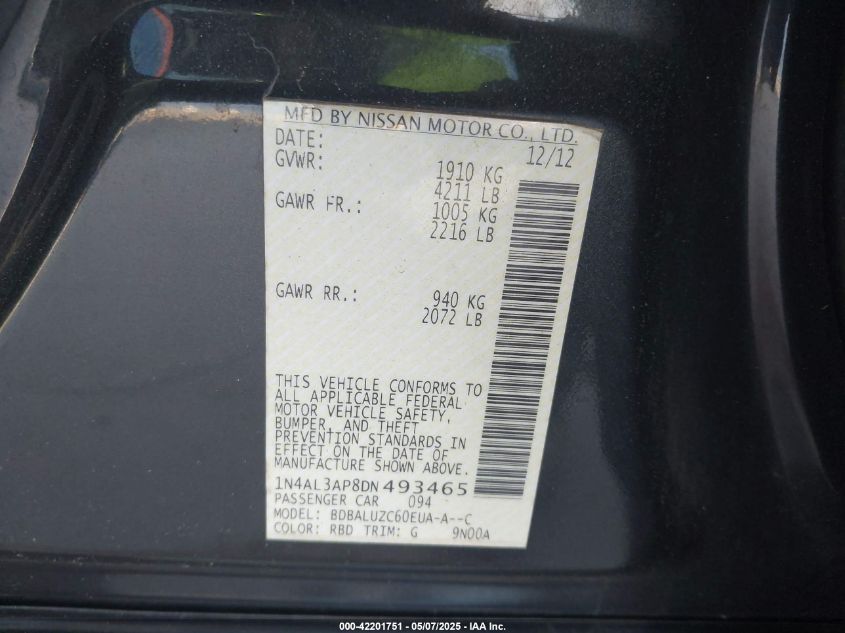 MFD BY NISSAN MOTOR CO., LTD.
DATE: 12/12
GVWR: 1910 KG
4211 LB
GAWR FR.: 1005 KG
2216 LB
GAWR RR.: 940 KG
2072 LB
THIS VEHICLE CONFORMS TO
ALL APPLICABLE FEDERAL
MOTOR VEHICLE SAFETY,
BUMPER, AND THEFT
PREVENTION STANDARDS IN
EFFECT ON THE DATE OF
MANUFACTURE SHOWN ABOVE.
1N4AL3AP8DN493465
PASSENGER CAR 094
MODEL: BDBALUZC60EUA-A--C
COLOR: RBD TRIM: G 9N00A
000-42201751 — 05/07/2025 — IAA Inc.